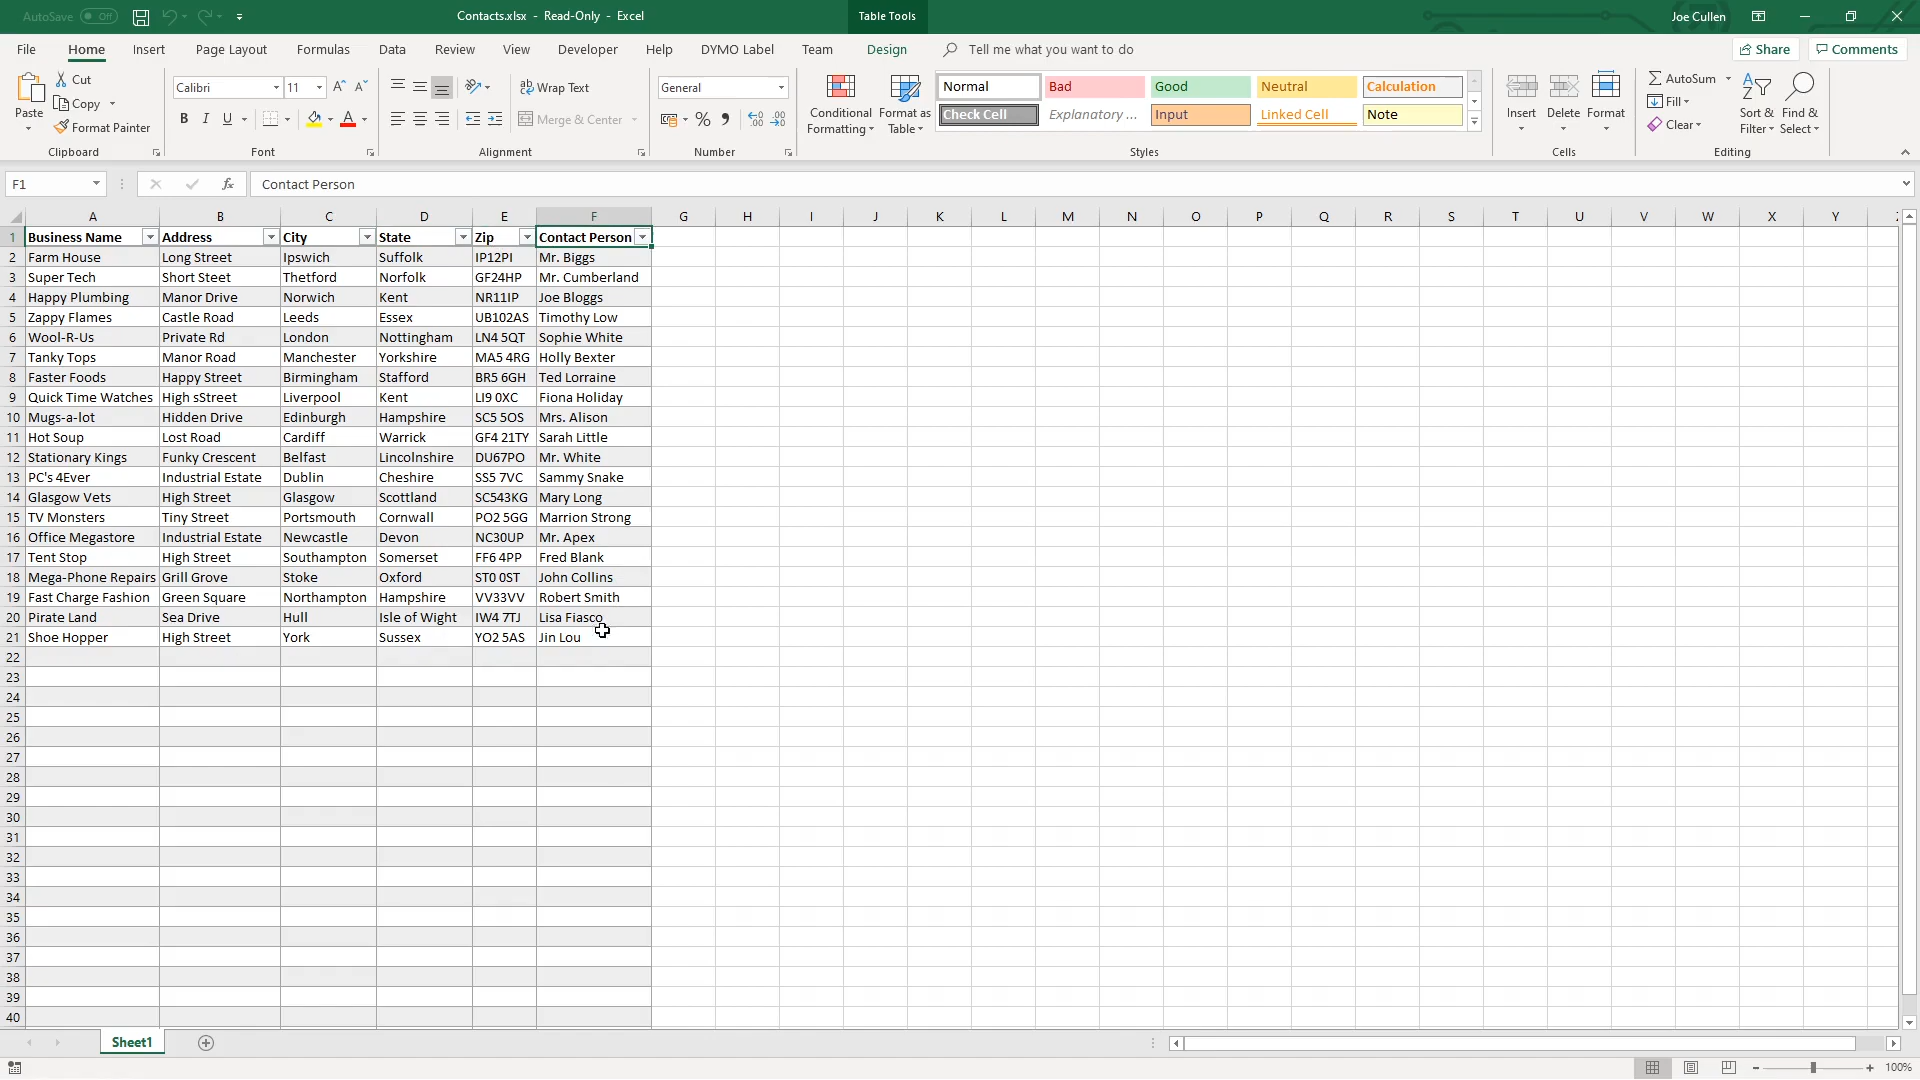 AutoSave Off Contacts.xlsx - Read-Only - Excel Table Tools Joe Cullen
File Home Insert Page Layout Formulas Data Review View Developer Help DYMO Label Team Design Tell me what you want to do Share Comments
Paste Cut Copy Format Painter Clipboard
Calibri 11 B I U Font
Wrap Text Merge & Center Alignment
General % Number
Conditional Formatting Format as Table
Normal Bad Good Neutral Calculation
Check Cell Explanatory ... Input Linked Cell Note
Styles
Insert Delete Format Cells
AutoSum Fill Clear Sort & Filter Find & Select Editing
F1 fx Contact Person
A B C D E F G H I J K L M N O P Q R S T U V W X Y
1 Business Name Address City State Zip Contact Person
2 Farm House Long Street Ipswich Suffolk IP12PI Mr. Biggs
3 Super Tech Short Steet Thetford Norfolk GF24HP Mr. Cumberland
4 Happy Plumbing Manor Drive Norwich Kent NR11IP Joe Bloggs
5 Zappy Flames Castle Road Leeds Essex UB102AS Timothy Low
6 Wool-R-Us Private Rd London Nottingham LN4 5QT Sophie White
7 Tanky Tops Manor Road Manchester Yorkshire MA5 4RG Holly Bexter
8 Faster Foods Happy Street Birmingham Stafford BR5 6GH Ted Lorraine
9 Quick Time Watches High sStreet Liverpool Kent LI9 0XC Fiona Holiday
10 Mugs-a-lot Hidden Drive Edinburgh Hampshire SC5 5OS Mrs. Alison
11 Hot Soup Lost Road Cardiff Warrick GF4 21TY Sarah Little
12 Stationary Kings Funky Crescent Belfast Lincolnshire DU67PO Mr. White
13 PC's 4Ever Industrial Estate Dublin Cheshire SS5 7VC Sammy Snake
14 Glasgow Vets High Street Glasgow Scottland SC543KG Mary Long
15 TV Monsters Tiny Street Portsmouth Cornwall PO2 5GG Marrion Strong
16 Office Megastore Industrial Estate Newcastle Devon NC30UP Mr. Apex
17 Tent Stop High Street Southampton Somerset FF6 4PP Fred Blank
18 Mega-Phone Repairs Grill Grove Stoke Oxford ST0 0ST John Collins
19 Fast Charge Fashion Green Square Northampton Hampshire VV33VV Robert Smith
20 Pirate Land Sea Drive Hull Isle of Wight IW4 7TJ Lisa Fiasco
21 Shoe Hopper High Street York Sussex YO2 5AS Jin Lou
22
23
24
25
26
27
28
29
30
31
32
33
34
35
36
37
38
39
40
Sheet1
100%